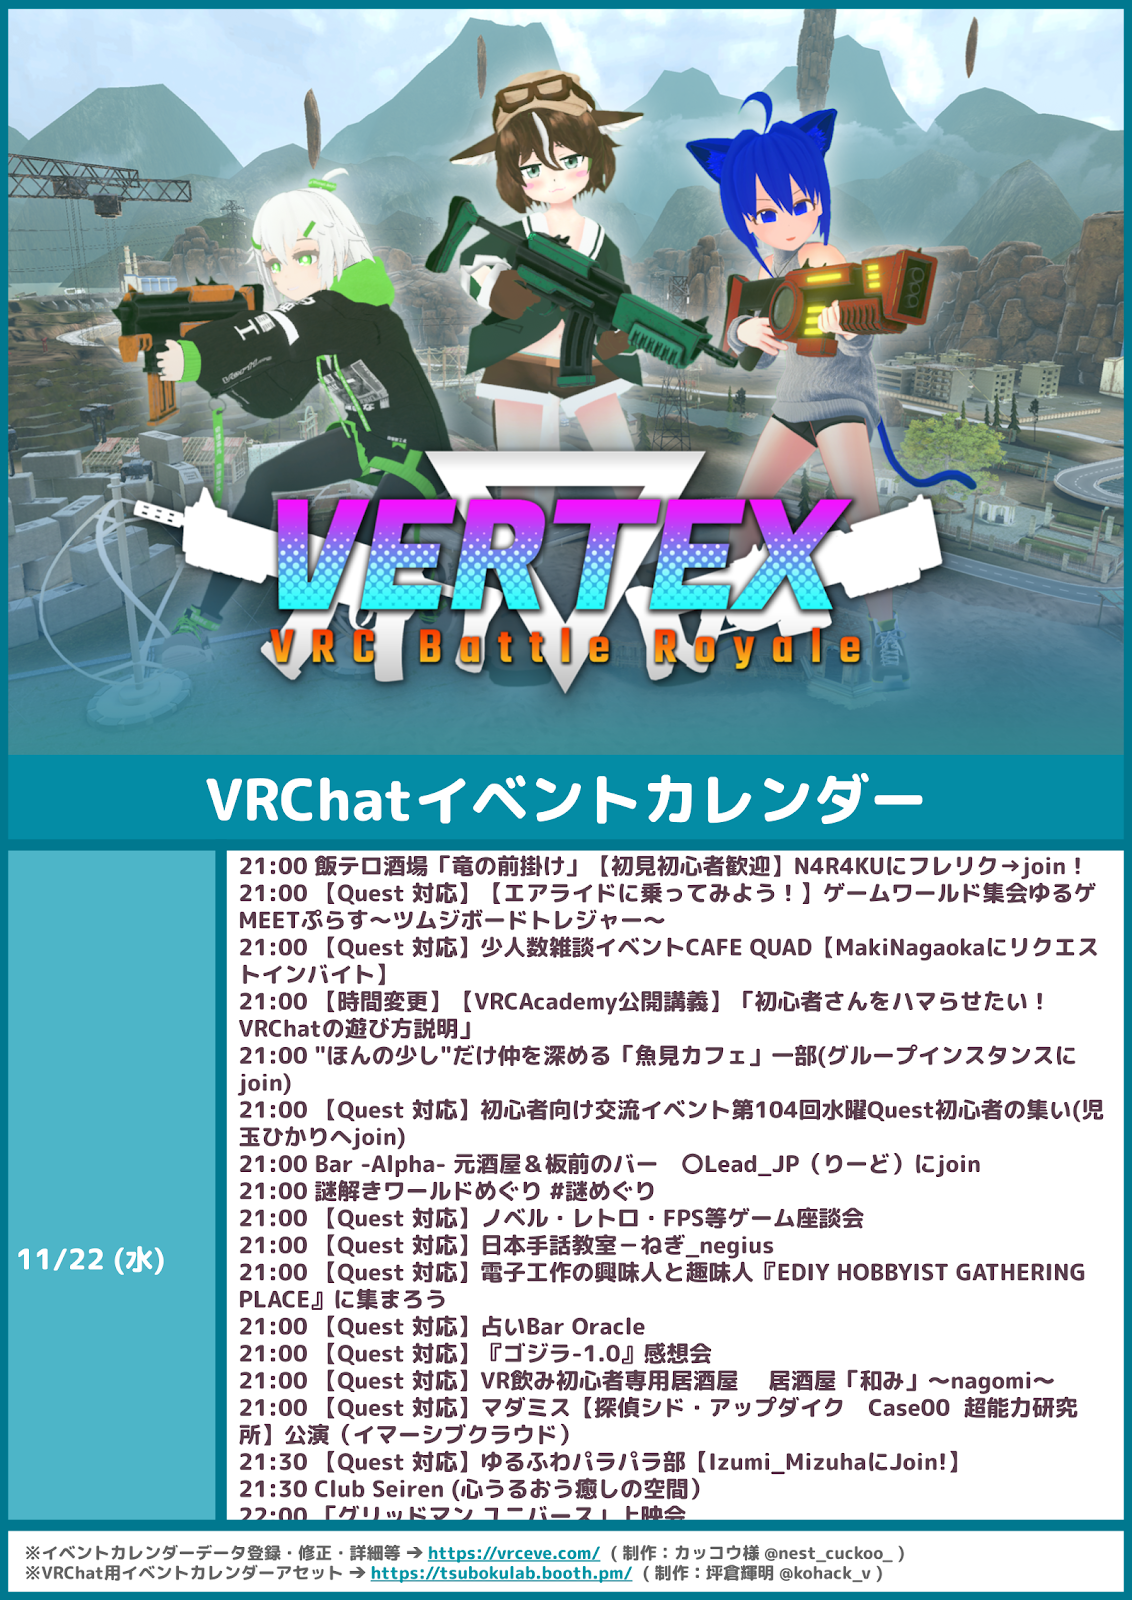 VERTEX
VRC Battle Royale
VRChatイベントカレンダー
11/22 (水)
21:00 飯テロ酒場「竜の前掛け」【初見初心者歓迎】N4R4KUにフレリク→join！
21:00 【Quest 対応】【エアライドに乗ってみよう！】ゲームワールド集会ゆるゲ
MEETぷらす～ツムジボードトレジャー～
21:00 【Quest 対応】少人数雑談イベントCAFE QUAD【MakiNagaokaにリクエス
トインバイト】
21:00 【時間変更】【VRCAcademy公開講義】「初心者さんをハマらせたい！
VRChatの遊び方説明」
21:00 "ほんの少し"だけ仲を深める「魚見カフェ」一部(グループインスタンスに
join)
21:00 【Quest 対応】初心者向け交流イベント第104回水曜Quest初心者の集い(児
玉ひかりへjoin)
21:00 Bar -Alpha- 元酒屋＆板前のバー　〇Lead_JP（りーど）にjoin
21:00 謎解きワールドめぐり #謎めぐり
21:00 【Quest 対応】ノベル・レトロ・FPS等ゲーム座談会
21:00 【Quest 対応】日本手話教室－ねぎ_negius
21:00 【Quest 対応】電子工作の興味人と趣味人『EDIY HOBBYIST GATHERING
PLACE』に集まろう
21:00 【Quest 対応】占いBar Oracle
21:00 【Quest 対応】『ゴジラ-1.0』感想会
21:00 【Quest 対応】VR飲み初心者専用居酒屋　居酒屋「和み」～nagomi～
21:00 【Quest 対応】マダミス【探偵シド・アップダイク　Case00 超能力研究
所】公演（イマーシブクラウド）
21:30 【Quest 対応】ゆるふわパラパラ部【Izumi_MizuhaにJoin!】
21:30 Club Seiren (心うるおう癒しの空間）
22:00 「グリッドマン ユニバース」上映会
※イベントカレンダーデータ登録・修正・詳細等 ➔ https://vrceve.com/ ( 制作：カッコウ様 @nest_cuckoo_ )
※VRChat用イベントカレンダーアセット ➔ https://tsubokulab.booth.pm/ ( 制作：坪倉輝明 @kohack_v )